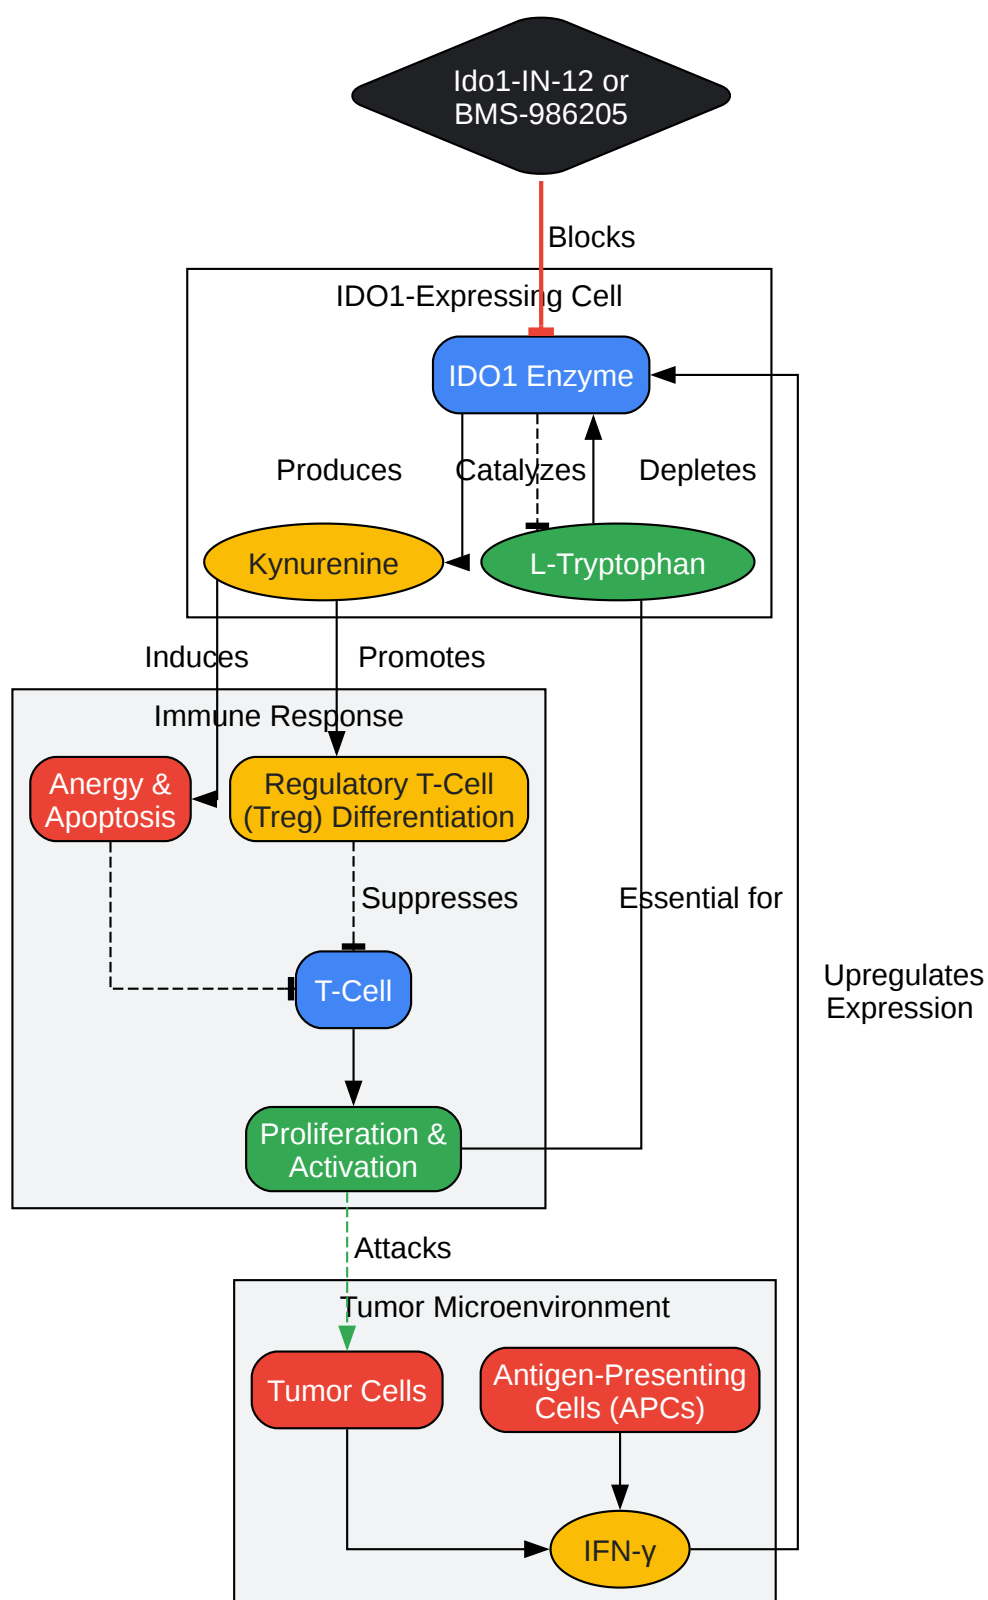 Ido1-IN-12 or
BMS-986205
Blocks
IDO1-Expressing Cell
IDO1 Enzyme
Produces
Catalyzes
Depletes
Kynurenine
L-Tryptophan
Induces
Promotes
Immune Response
Anergy &
Apoptosis
Regulatory T-Cell
(Treg) Differentiation
Suppresses
Essential for
T-Cell
Upregulates
Expression
Proliferation &
Activation
Attacks
Tumor Microenvironment
Tumor Cells
Antigen-Presenting
Cells (APCs)
IFN-γ